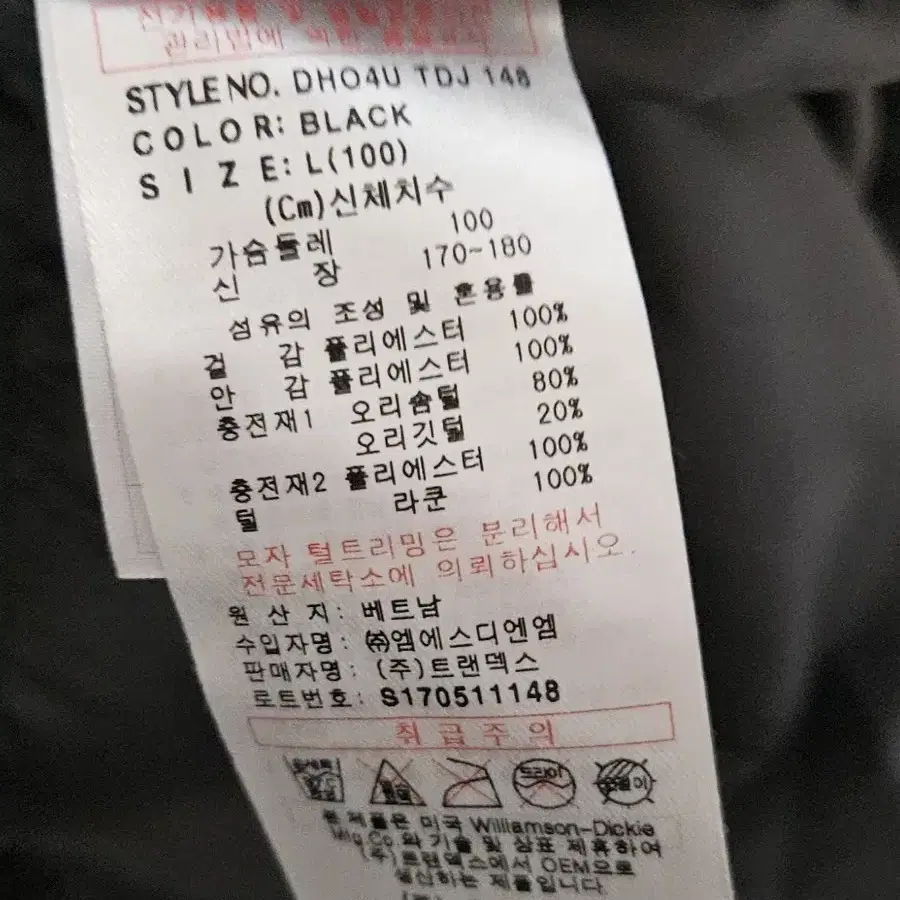 관리법에
STYLE NO. DHO4U TDJ 148
COLOR: BLACK
SIZE: L(100)
(Cm)신체치수
가슴둘레 100
신 장 170~180
섬유의 조성 및 혼용률
겉 감 폴리에스터 100%
안 감 폴리에스터 100%
충전재1 오리솜털 80%
오리깃털 20%
충전재2 폴리에스터 100%
털 라쿤 100%
모자 털트리밍은 분리해서
전문세탁소에 의뢰하십시오.
원 산 지: 베트남
수입자명: ㈜엠에스디엔엠
판매자명: (주)트랜덱스
로트번호: S170511148
취급주의
드라이
본 제품은 미국 Williamson-Dickie
Mfg Co 와 기술 및 상표 제휴하여
(주)트랜덱스에서 OEM으로
생산하는 제품입니다.